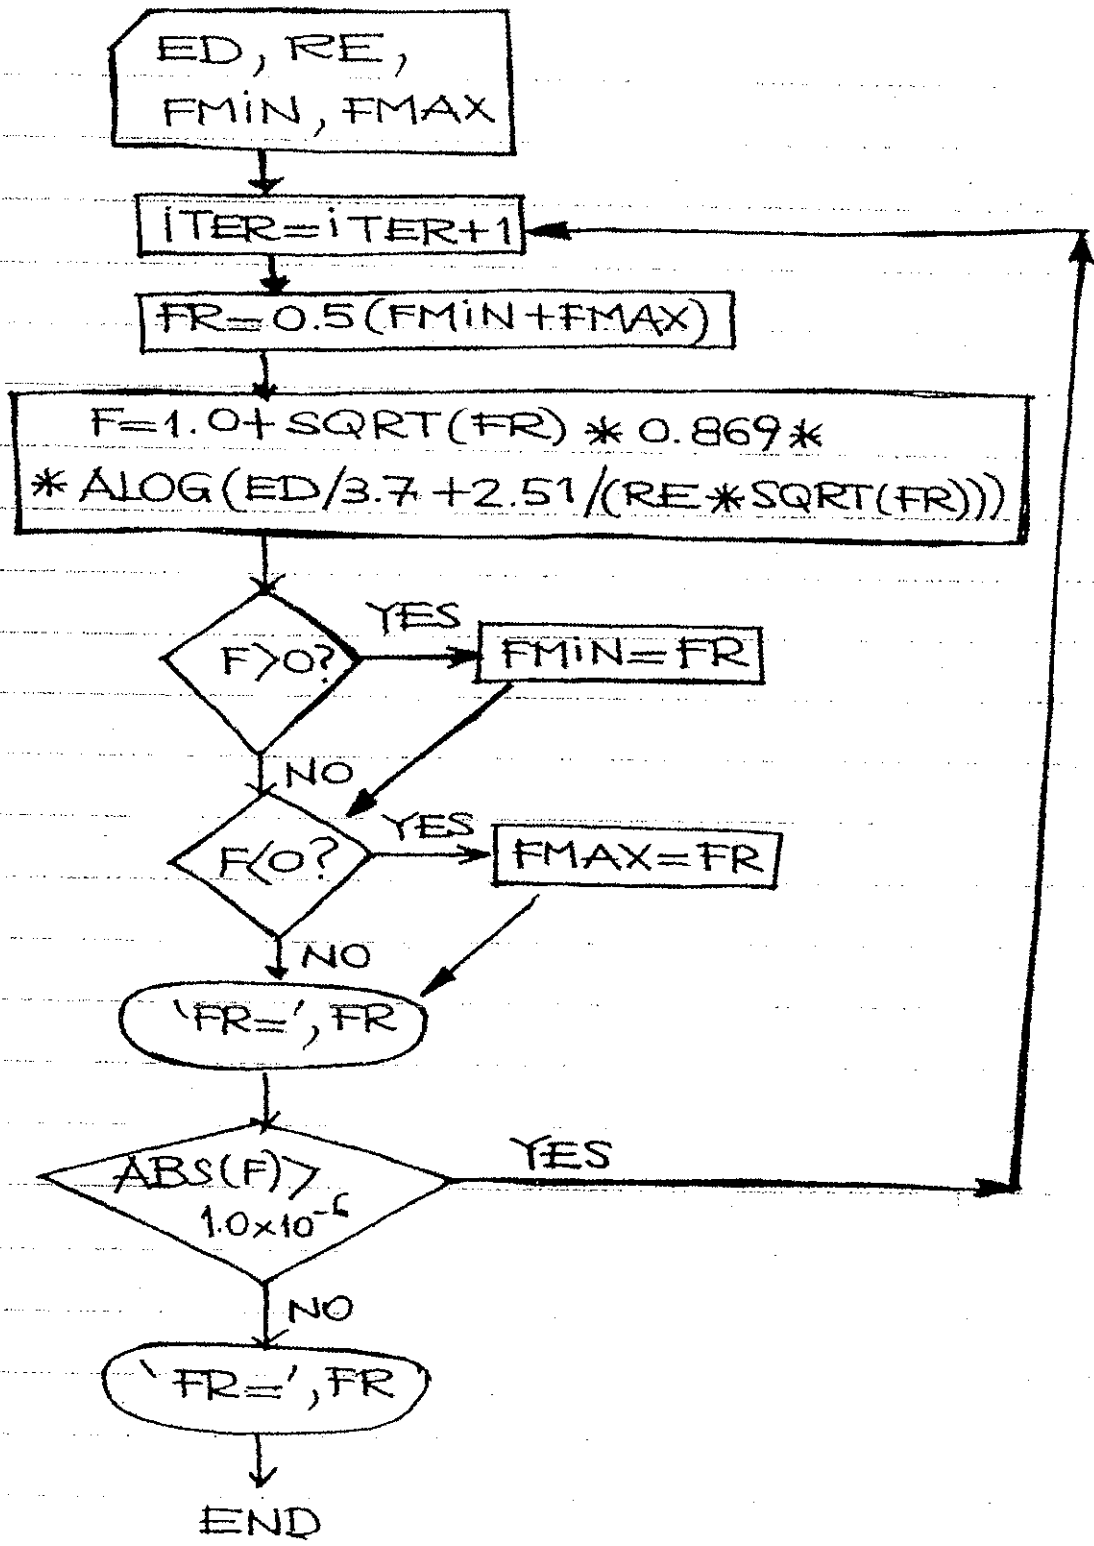 ED, RE,
FMiN, FMAX
iTER=iTER+1
FR=0.5(FMiN+FMAX)
F=1.0+SQRT(FR)*0.869*
*ALOG(ED/3.7+2.51/(RE*SQRT(FR)))
F>0?
YES
FMiN=FR
NO
F<0?
YES
FMAX=FR
NO
'FR=', FR
ABS(F)>
1.0×10⁻⁶
YES
NO
'FR=', FR
END